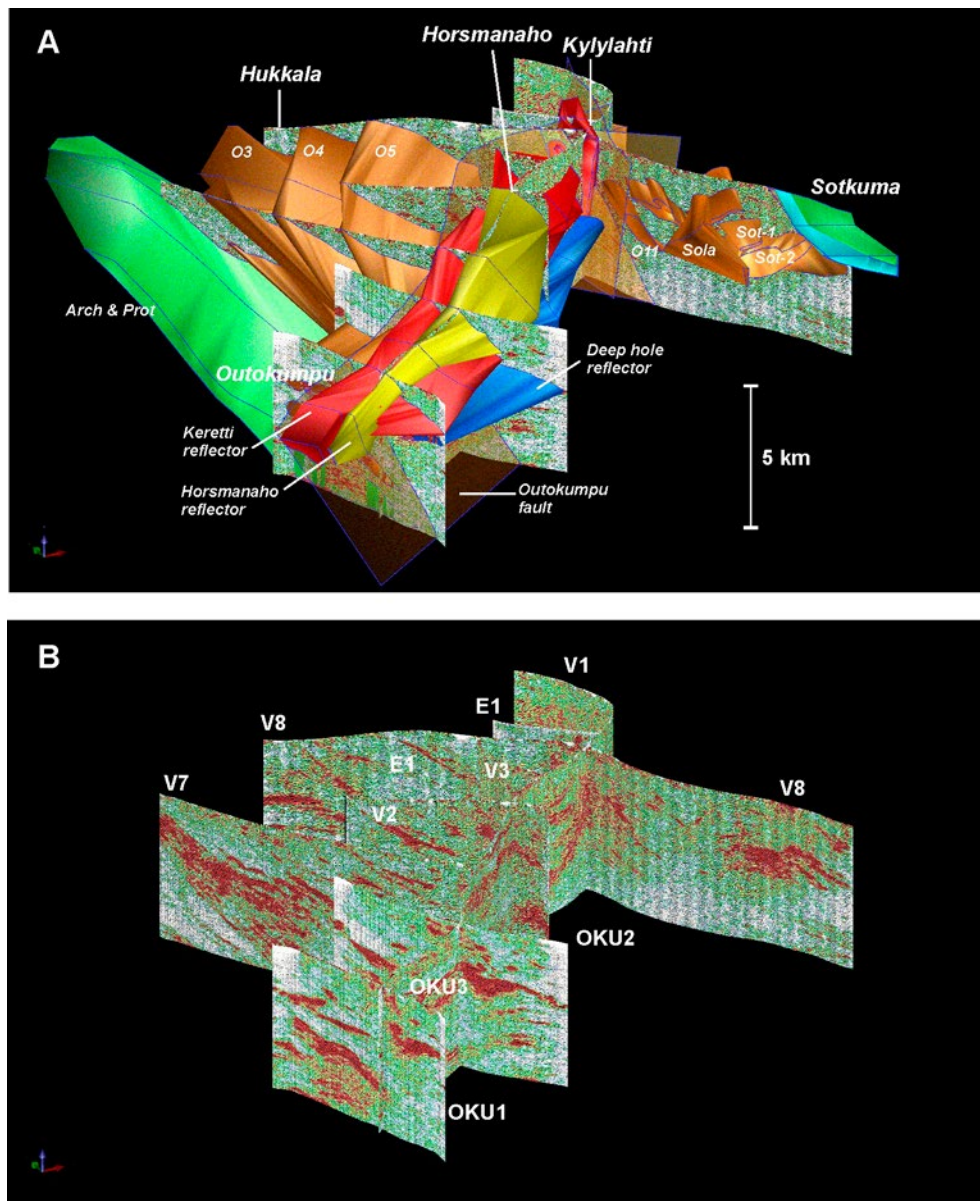 A
Horsmanaho
Kylylahti
Hukkala
O3
O4
O5
Sotkuma
O11
Sola
Sot-1
Sot-2
Arch & Prot
Outokumpu
Deep hole
reflector
Keretti
reflector
Horsmanaho
reflector
Outokumpu
fault
5 km
B
V1
E1
V8
E1
V3
V7
V2
V8
OKU2
OKU3
OKU1